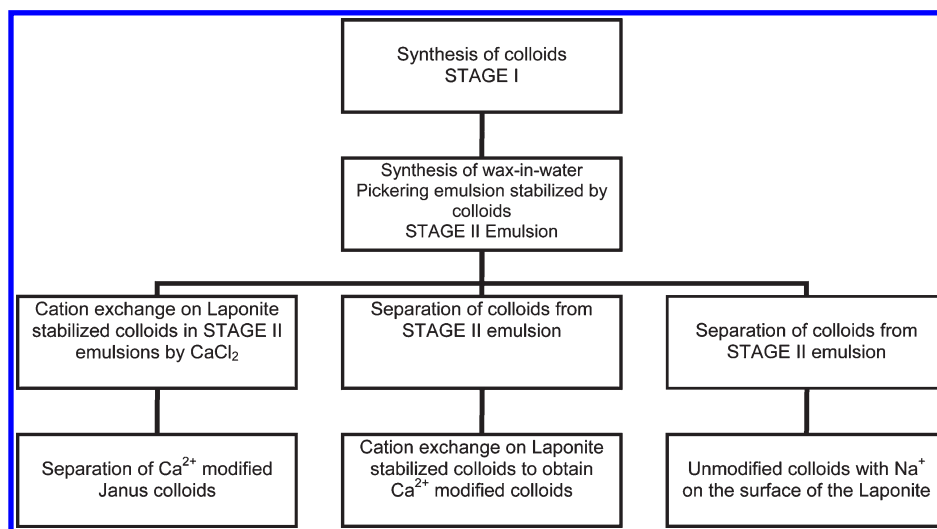 Synthesis of colloids
STAGE I
Synthesis of wax-in-water
Pickering emulsion stabilized by
colloids
STAGE II Emulsion
Cation exchange on Laponite
stabilized colloids in STAGE II
emulsions by CaCl₂
Separation of colloids from
STAGE II emulsion
Separation of colloids from
STAGE II emulsion
Separation of Ca²⁺ modified
Janus colloids
Cation exchange on Laponite
stabilized colloids to obtain
Ca²⁺ modified colloids
Unmodified colloids with Na⁺
on the surface of the Laponite